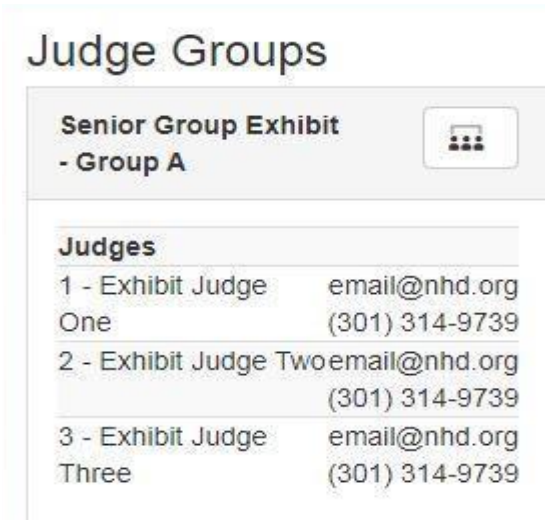 Judge Groups
Senior Group Exhibit
- Group A
Judges
1 - Exhibit Judge email@nhd.org
One (301) 314-9739
2 - Exhibit Judge Two email@nhd.org
(301) 314-9739
3 - Exhibit Judge email@nhd.org
Three (301) 314-9739